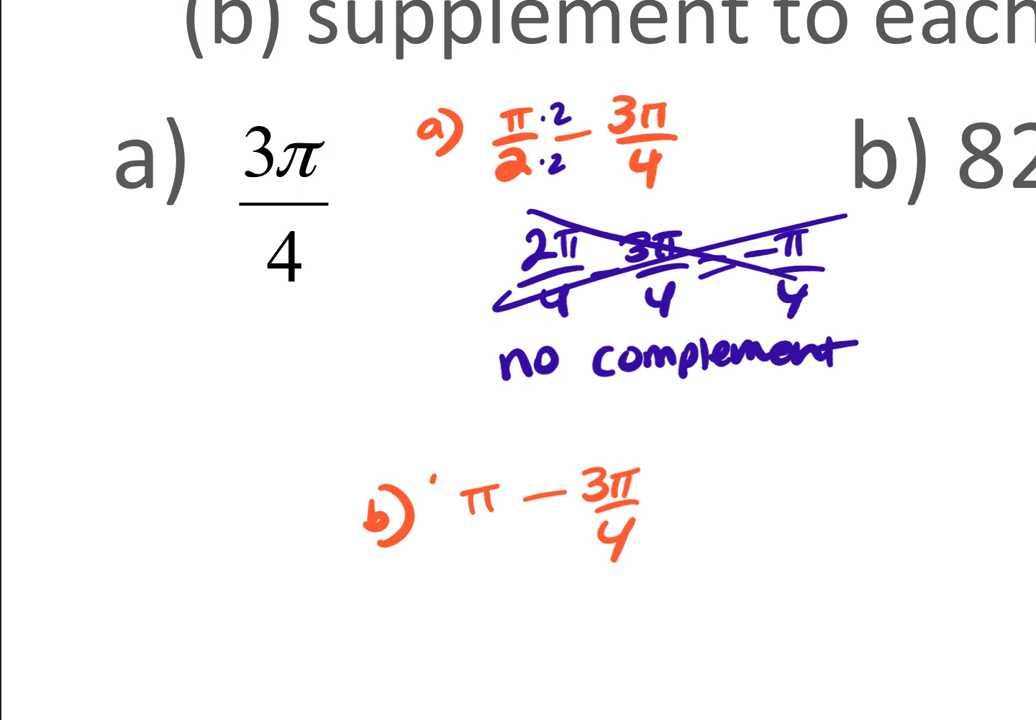 (b) supplement to each
a) 3π/4
a) π/2 ·2/·2 − 3π/4
2π/4 − 3π/4 = −π/4
no complement
b) π − 3π/4
b) 82